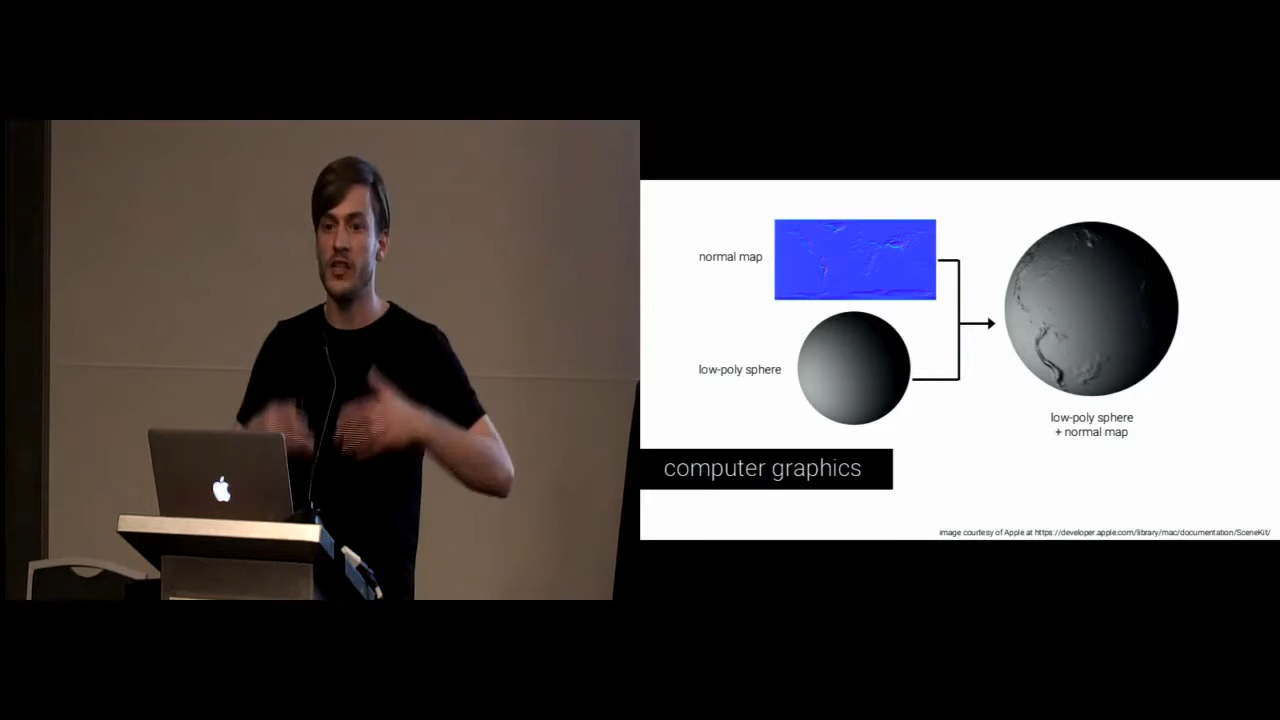 normal map
low-poly sphere
low-poly sphere
+ normal map
computer graphics
image courtesy of Apple at https://developer.apple.com/library/mac/documentation/SceneKit/